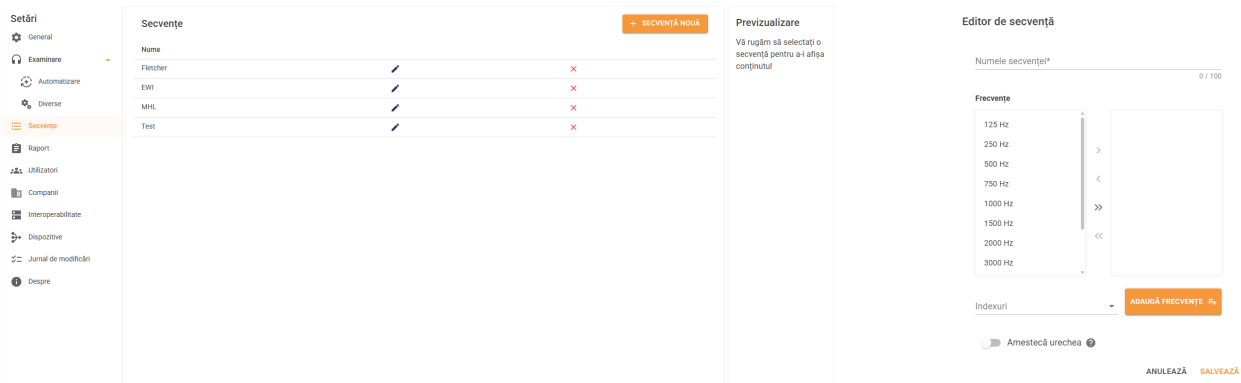 Setări
General
Examinare
Automatizare
Diverse
Secvențe
Raport
Utilizatori
Companii
Interoperabilitate
Dispozitive
Jurnal de modificări
Despre
Secvențe
+ SECVENȚĂ NOUĂ
Nume
Fletcher
EWI
MHL
Test
Previzualizare
Vă rugăm să selectați o
secvență pentru a-i afișa
conținutul
Editor de secvență
Numele secvenței*
0 / 100
Frecvențe
125 Hz
250 Hz
500 Hz
750 Hz
1000 Hz
1500 Hz
2000 Hz
3000 Hz
Indexuri
ADAUGĂ FRECVENȚE
Amestecă urechea
ANULEAZĂ SALVEAZĂ